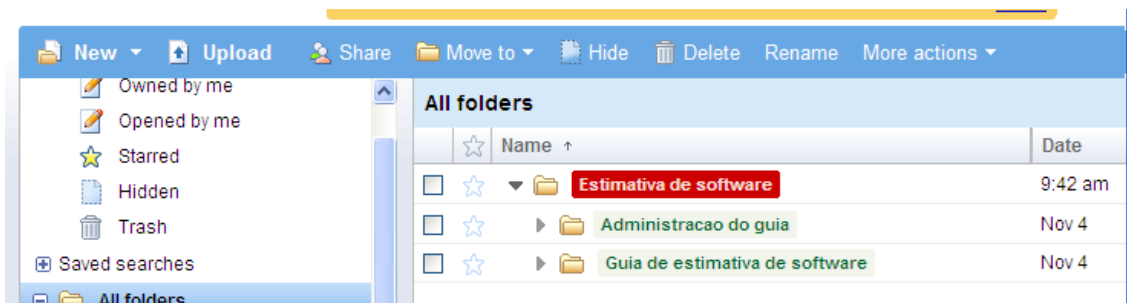 New Upload Share Move to Hide Delete Rename More actions
Owned by me
Opened by me
Starred
Hidden
Trash
Saved searches
All folders
All folders
Name ↑ Date
Estimativa de software 9:42 am
Administracao do guia Nov 4
Guia de estimativa de software Nov 4